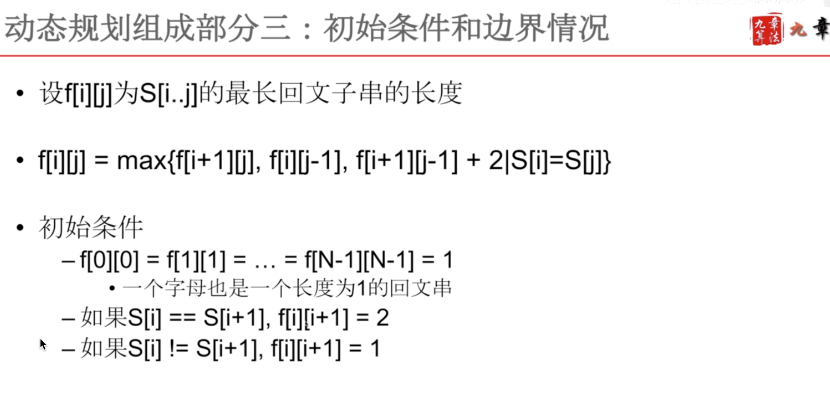 动态规划组成部分三：初始条件和边界情况
九章算法
九章
• 设f[i][j]为S[i..j]的最长回文子串的长度
• f[i][j] = max{f[i+1][j], f[i][j-1], f[i+1][j-1] + 2|S[i]=S[j]}
• 初始条件
–f[0][0] = f[1][1] = … = f[N-1][N-1] = 1
• 一个字母也是一个长度为1的回文串
–如果S[i] == S[i+1], f[i][i+1] = 2
–如果S[i] != S[i+1], f[i][i+1] = 1